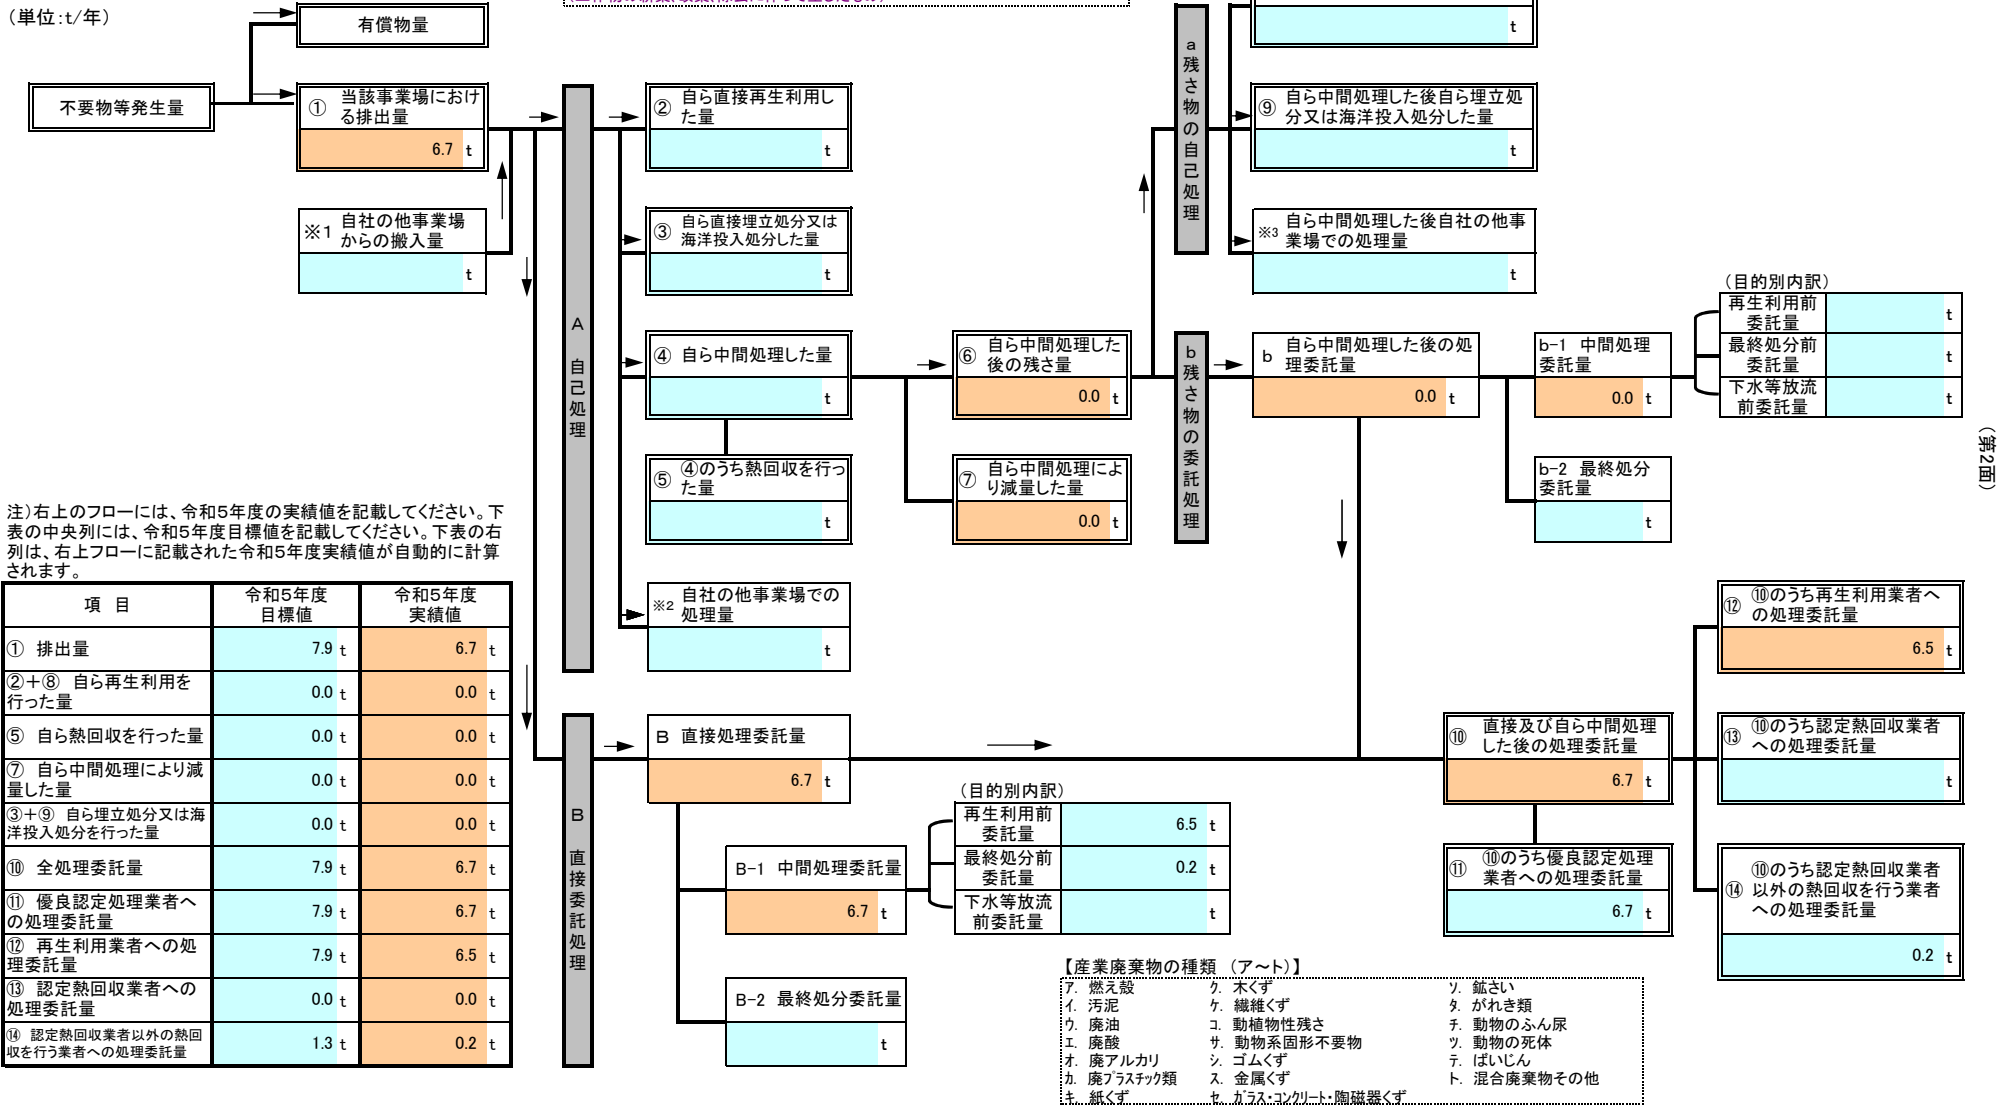 （単位：t/年）
有償物量
t
不要物等発生量
① 当該事業場におけ
る排出量
6.7 t
※1 自社の他事業場
からの搬入量
t
A 自己処理
② 自ら直接再生利用し
た量
t
③ 自ら直接埋立処分又は
海洋投入処分した量
t
④ 自ら中間処理した量
t
⑤ ④のうち熱回収を行っ
た量
t
※2 自社の他事業場での
処理量
t
⑥ 自ら中間処理した
後の残さ量
0.0 t
⑦ 自ら中間処理によ
り減量した量
0.0 t
a残さ物の自己処理
⑨ 自ら中間処理した後自ら埋立処
分又は海洋投入処分した量
t
※3 自ら中間処理した後自社の他事
業場での処理量
t
b残さ物の委託処理
b 自ら中間処理した後の処
理委託量
0.0 t
b-1 中間処理
委託量
0.0 t
b-2 最終処分
委託量
t
（目的別内訳）
再生利用前
委託量 t
最終処分前
委託量 t
下水等放流
前委託量 t
（第2面）
注）右上のフローには、令和5年度の実績値を記載してください。下
表の中央列には、令和5年度目標値を記載してください。下表の右
列は、右上フローに記載された令和5年度実績値が自動的に計算
されます。
項 目 令和5年度 令和5年度
目標値 実績値
① 排出量 7.9 t 6.7 t
②＋⑧ 自ら再生利用を
行った量 0.0 t 0.0 t
⑤ 自ら熱回収を行った量 0.0 t 0.0 t
⑦ 自ら中間処理により減
量した量 0.0 t 0.0 t
③＋⑨ 自ら埋立処分又は海
洋投入処分を行った量 0.0 t 0.0 t
⑩ 全処理委託量 7.9 t 6.7 t
⑪ 優良認定処理業者へ
の処理委託量 7.9 t 6.7 t
⑫ 再生利用業者への処
理委託量 7.9 t 6.5 t
⑬ 認定熱回収業者への
処理委託量 0.0 t 0.0 t
⑭ 認定熱回収業者以外の熱回
収を行う業者への処理委託量 1.3 t 0.2 t
B 直接委託処理
B 直接処理委託量
6.7 t
B-1 中間処理委託量
6.7 t
B-2 最終処分委託量
t
（目的別内訳）
再生利用前
委託量 6.5 t
最終処分前
委託量 0.2 t
下水等放流
前委託量 t
⑩ 直接及び自ら中間処理
した後の処理委託量
6.7 t
⑪ ⑩のうち優良認定処理
業者への処理委託量
6.7 t
⑫ ⑩のうち再生利用業者へ
の処理委託量
6.5 t
⑬ ⑩のうち認定熱回収業者
への処理委託量
t
⑭ ⑩のうち認定熱回収業者
以外の熱回収を行う業者
への処理委託量
0.2 t
【産業廃棄物の種類 （ア～ト）】
ア. 燃え殻 ク. 木くず ソ. 鉱さい
イ. 汚泥 ケ. 繊維くず タ. がれき類
ウ. 廃油 コ. 動植物性残さ チ. 動物のふん尿
エ. 廃酸 サ. 動物系固形不要物 ツ. 動物の死体
オ. 廃アルカリ シ. ゴムくず テ. ばいじん
カ. 廃プラスチック類 ス. 金属くず ト. 混合廃棄物その他
キ. 紙くず セ. ガラス・コンクリート・陶磁器くず